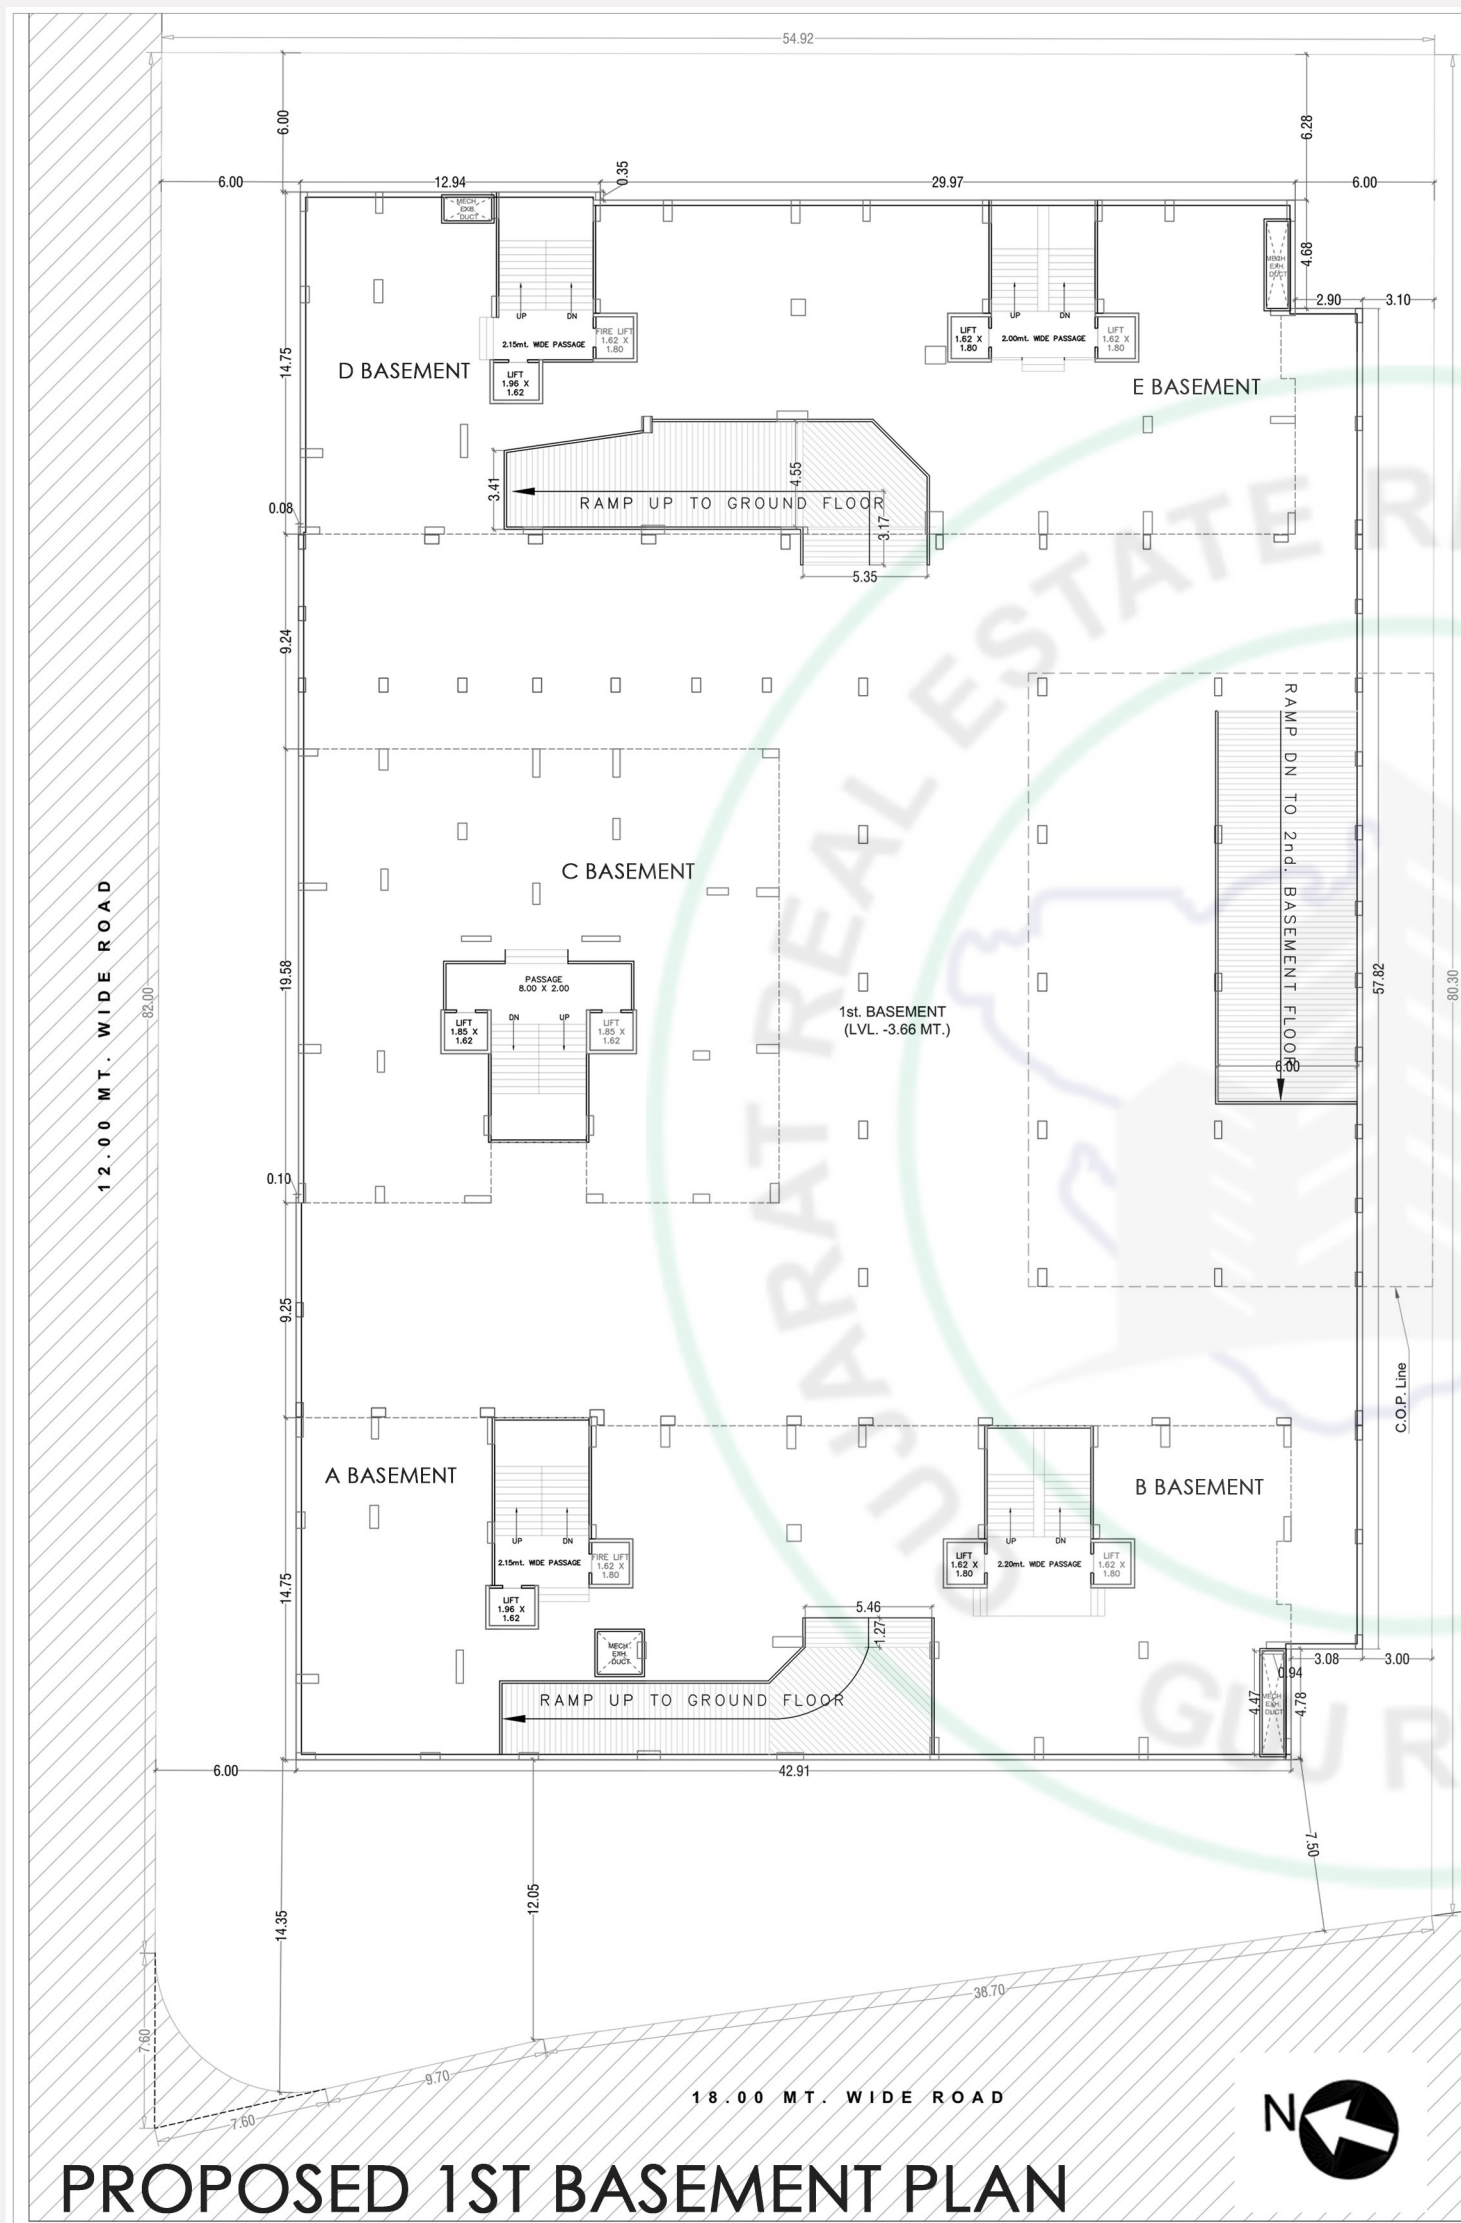 54.92
6.00
6.28
6.00
12.94
0.35
29.97
6.00
MECH
EXB.
DUCT
4.68
MECH
EXH.
DUCT
2.90
3.10
UP
DN
UP
DN
2.15mt. WIDE PASSAGE
FIRE LIFT
1.62 X
1.80
LIFT
1.62 X
1.80
2.00mt. WIDE PASSAGE
LIFT
1.62 X
1.80
14.75
D BASEMENT
LIFT
1.96 X
1.62
E BASEMENT
3.41
4.55
RAMP UP TO GROUND FLOOR
3.17
0.08
5.35
9.24
RAMP DN TO 2nd. BASEMENT FLOOR
C BASEMENT
12.00 MT. WIDE ROAD
82.00
19.58
PASSAGE
8.00 X 2.00
LIFT
1.85 X
1.62
DN
UP
LIFT
1.85 X
1.62
1st. BASEMENT
(LVL. -3.66 MT.)
57.82
80.30
6.00
0.10
9.25
C.O.P. Line
A BASEMENT
B BASEMENT
UP
DN
UP
DN
2.15mt. WIDE PASSAGE
FIRE LIFT
1.62 X
1.80
LIFT
1.62 X
1.80
2.20mt. WIDE PASSAGE
LIFT
1.62 X
1.80
14.75
LIFT
1.96 X
1.62
5.46
1.27
MECH
EXH.
DUCT
3.08
3.00
0.94
4.47
MECH
EXH.
DUCT
4.78
RAMP UP TO GROUND FLOOR
6.00
42.91
7.50
14.35
12.05
38.70
7.60
9.70
7.60
18.00 MT. WIDE ROAD
N
PROPOSED 1ST BASEMENT PLAN
GUJARAT REAL ESTATE R
GUJ R